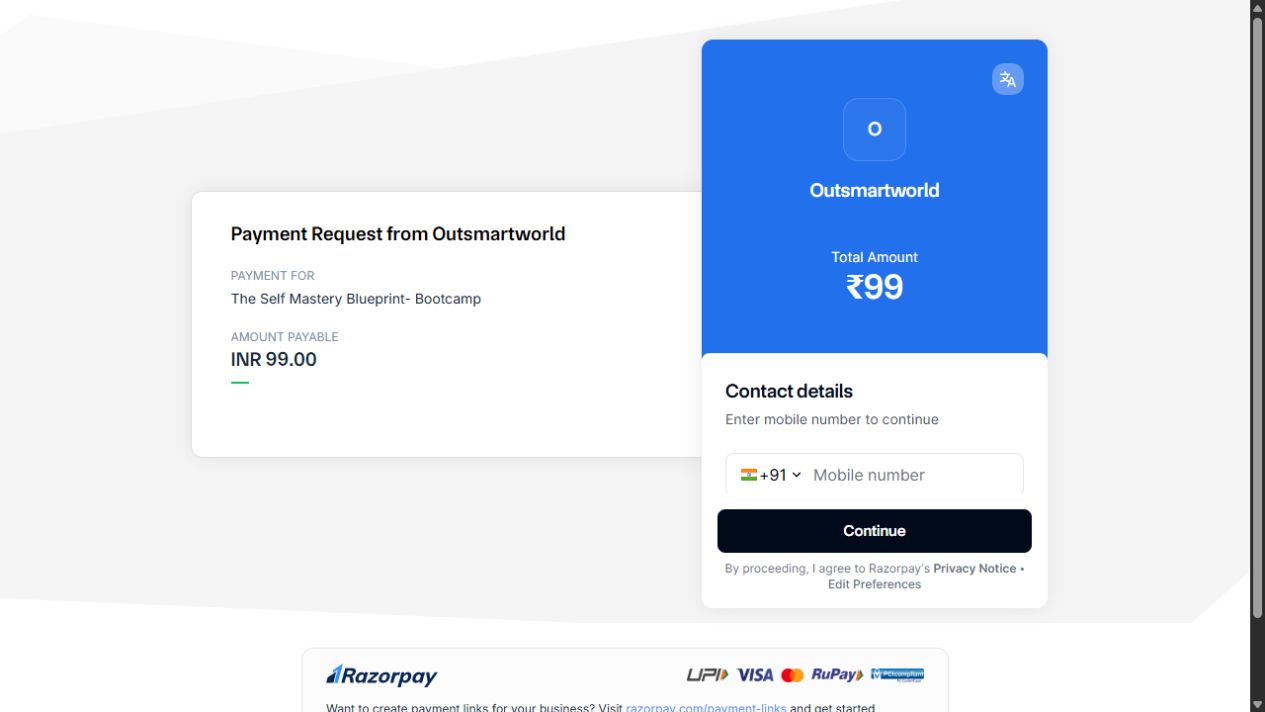 Payment Request from Outsmartworld
PAYMENT FOR
The Self Mastery Blueprint- Bootcamp
AMOUNT PAYABLE
INR 99.00
O
Outsmartworld
Total Amount
₹99
Contact details
Enter mobile number to continue
+91 Mobile number
Continue
By proceeding, I agree to Razorpay's Privacy Notice •
Edit Preferences
Razorpay
UPI VISA RuPay PCI compliant
Want to create payment links for your business? Visit razorpay.com/payment-links and get started